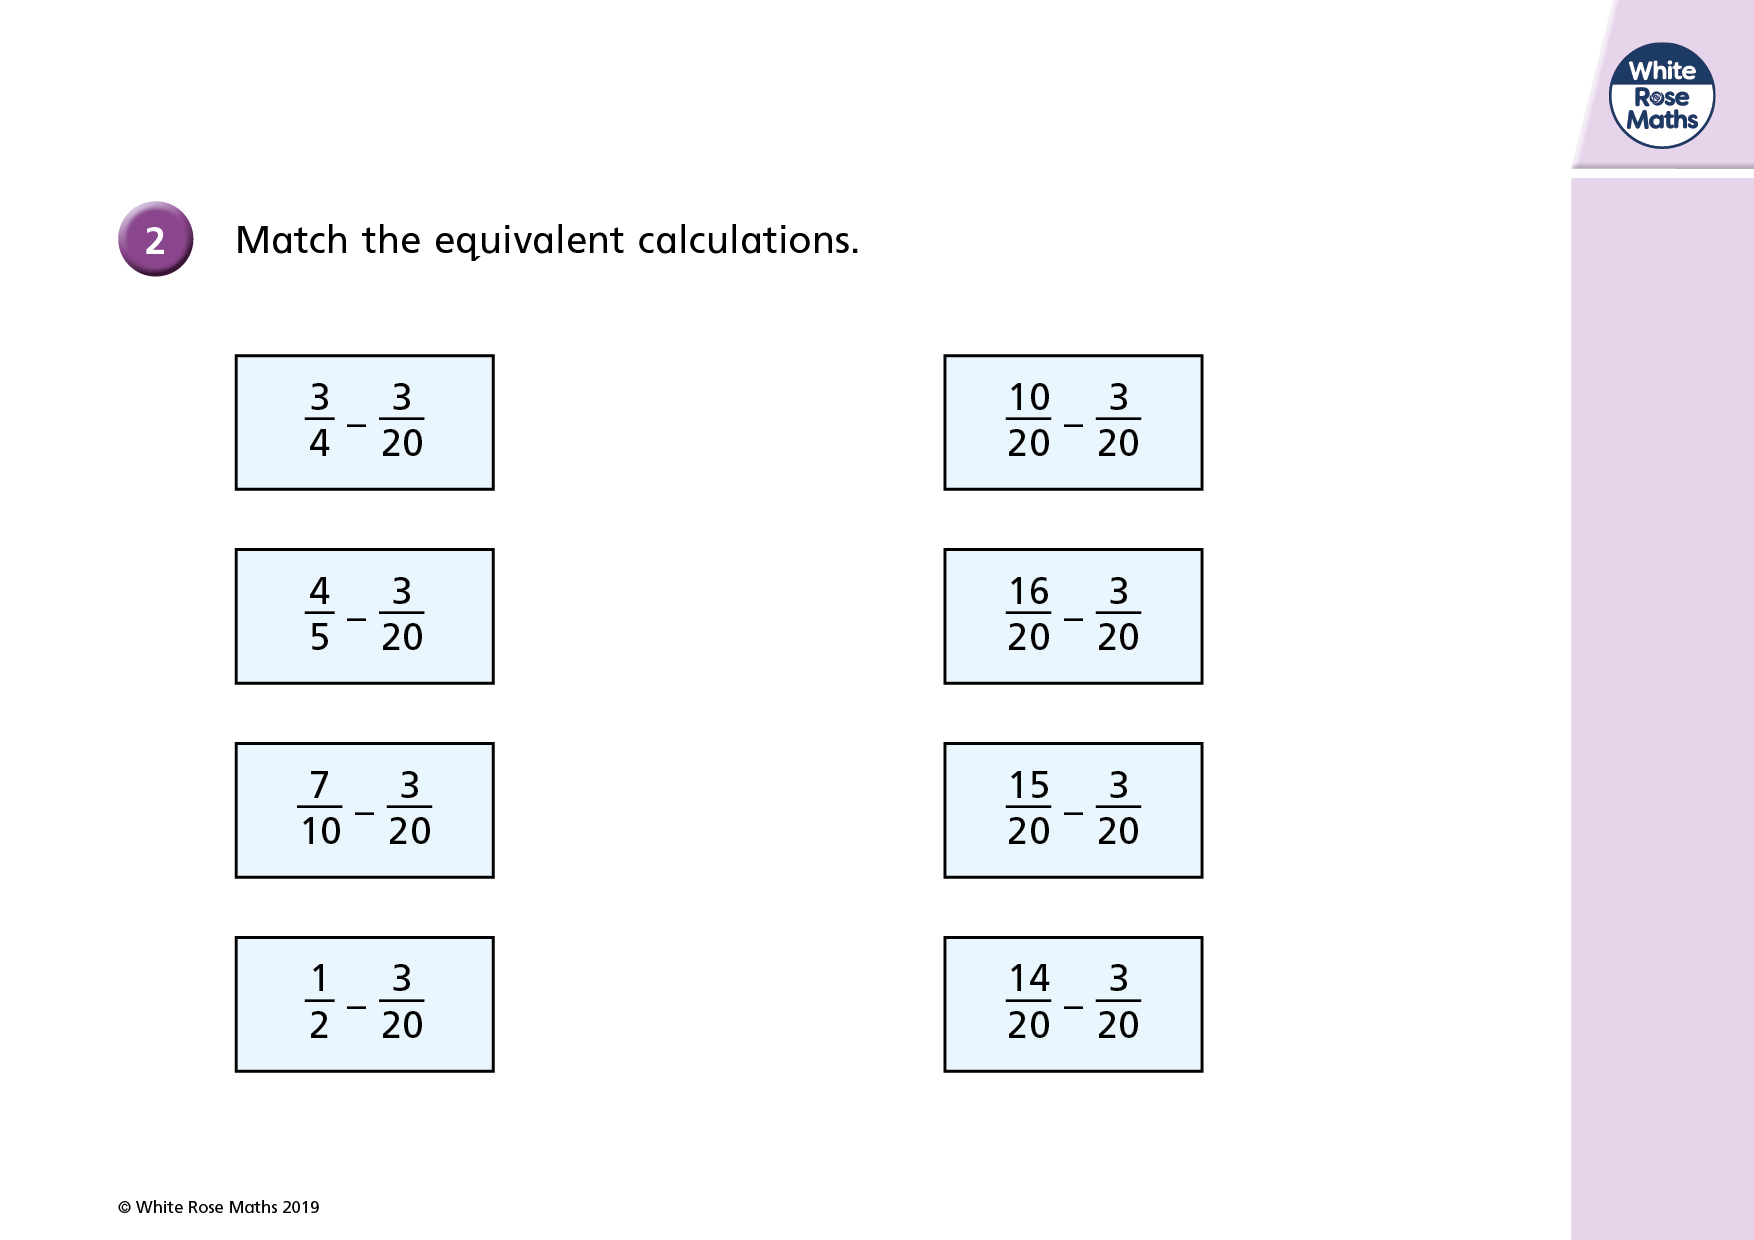 White
Rose
Maths
2 Match the equivalent calculations.
3/4 – 3/20
10/20 – 3/20
4/5 – 3/20
16/20 – 3/20
7/10 – 3/20
15/20 – 3/20
1/2 – 3/20
14/20 – 3/20
© White Rose Maths 2019